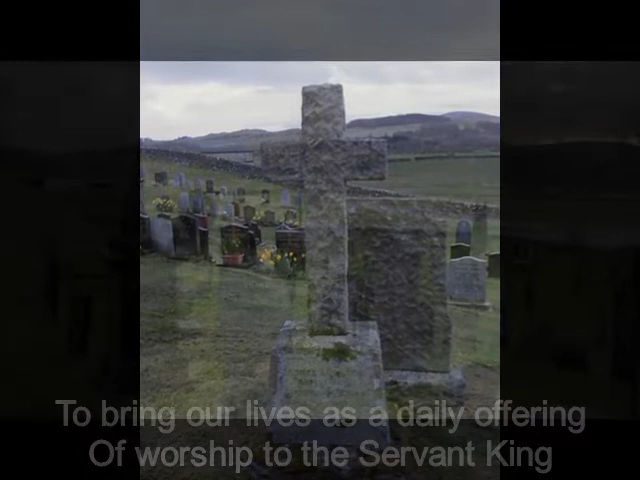 To bring our lives as a daily offering
Of worship to the Servant King